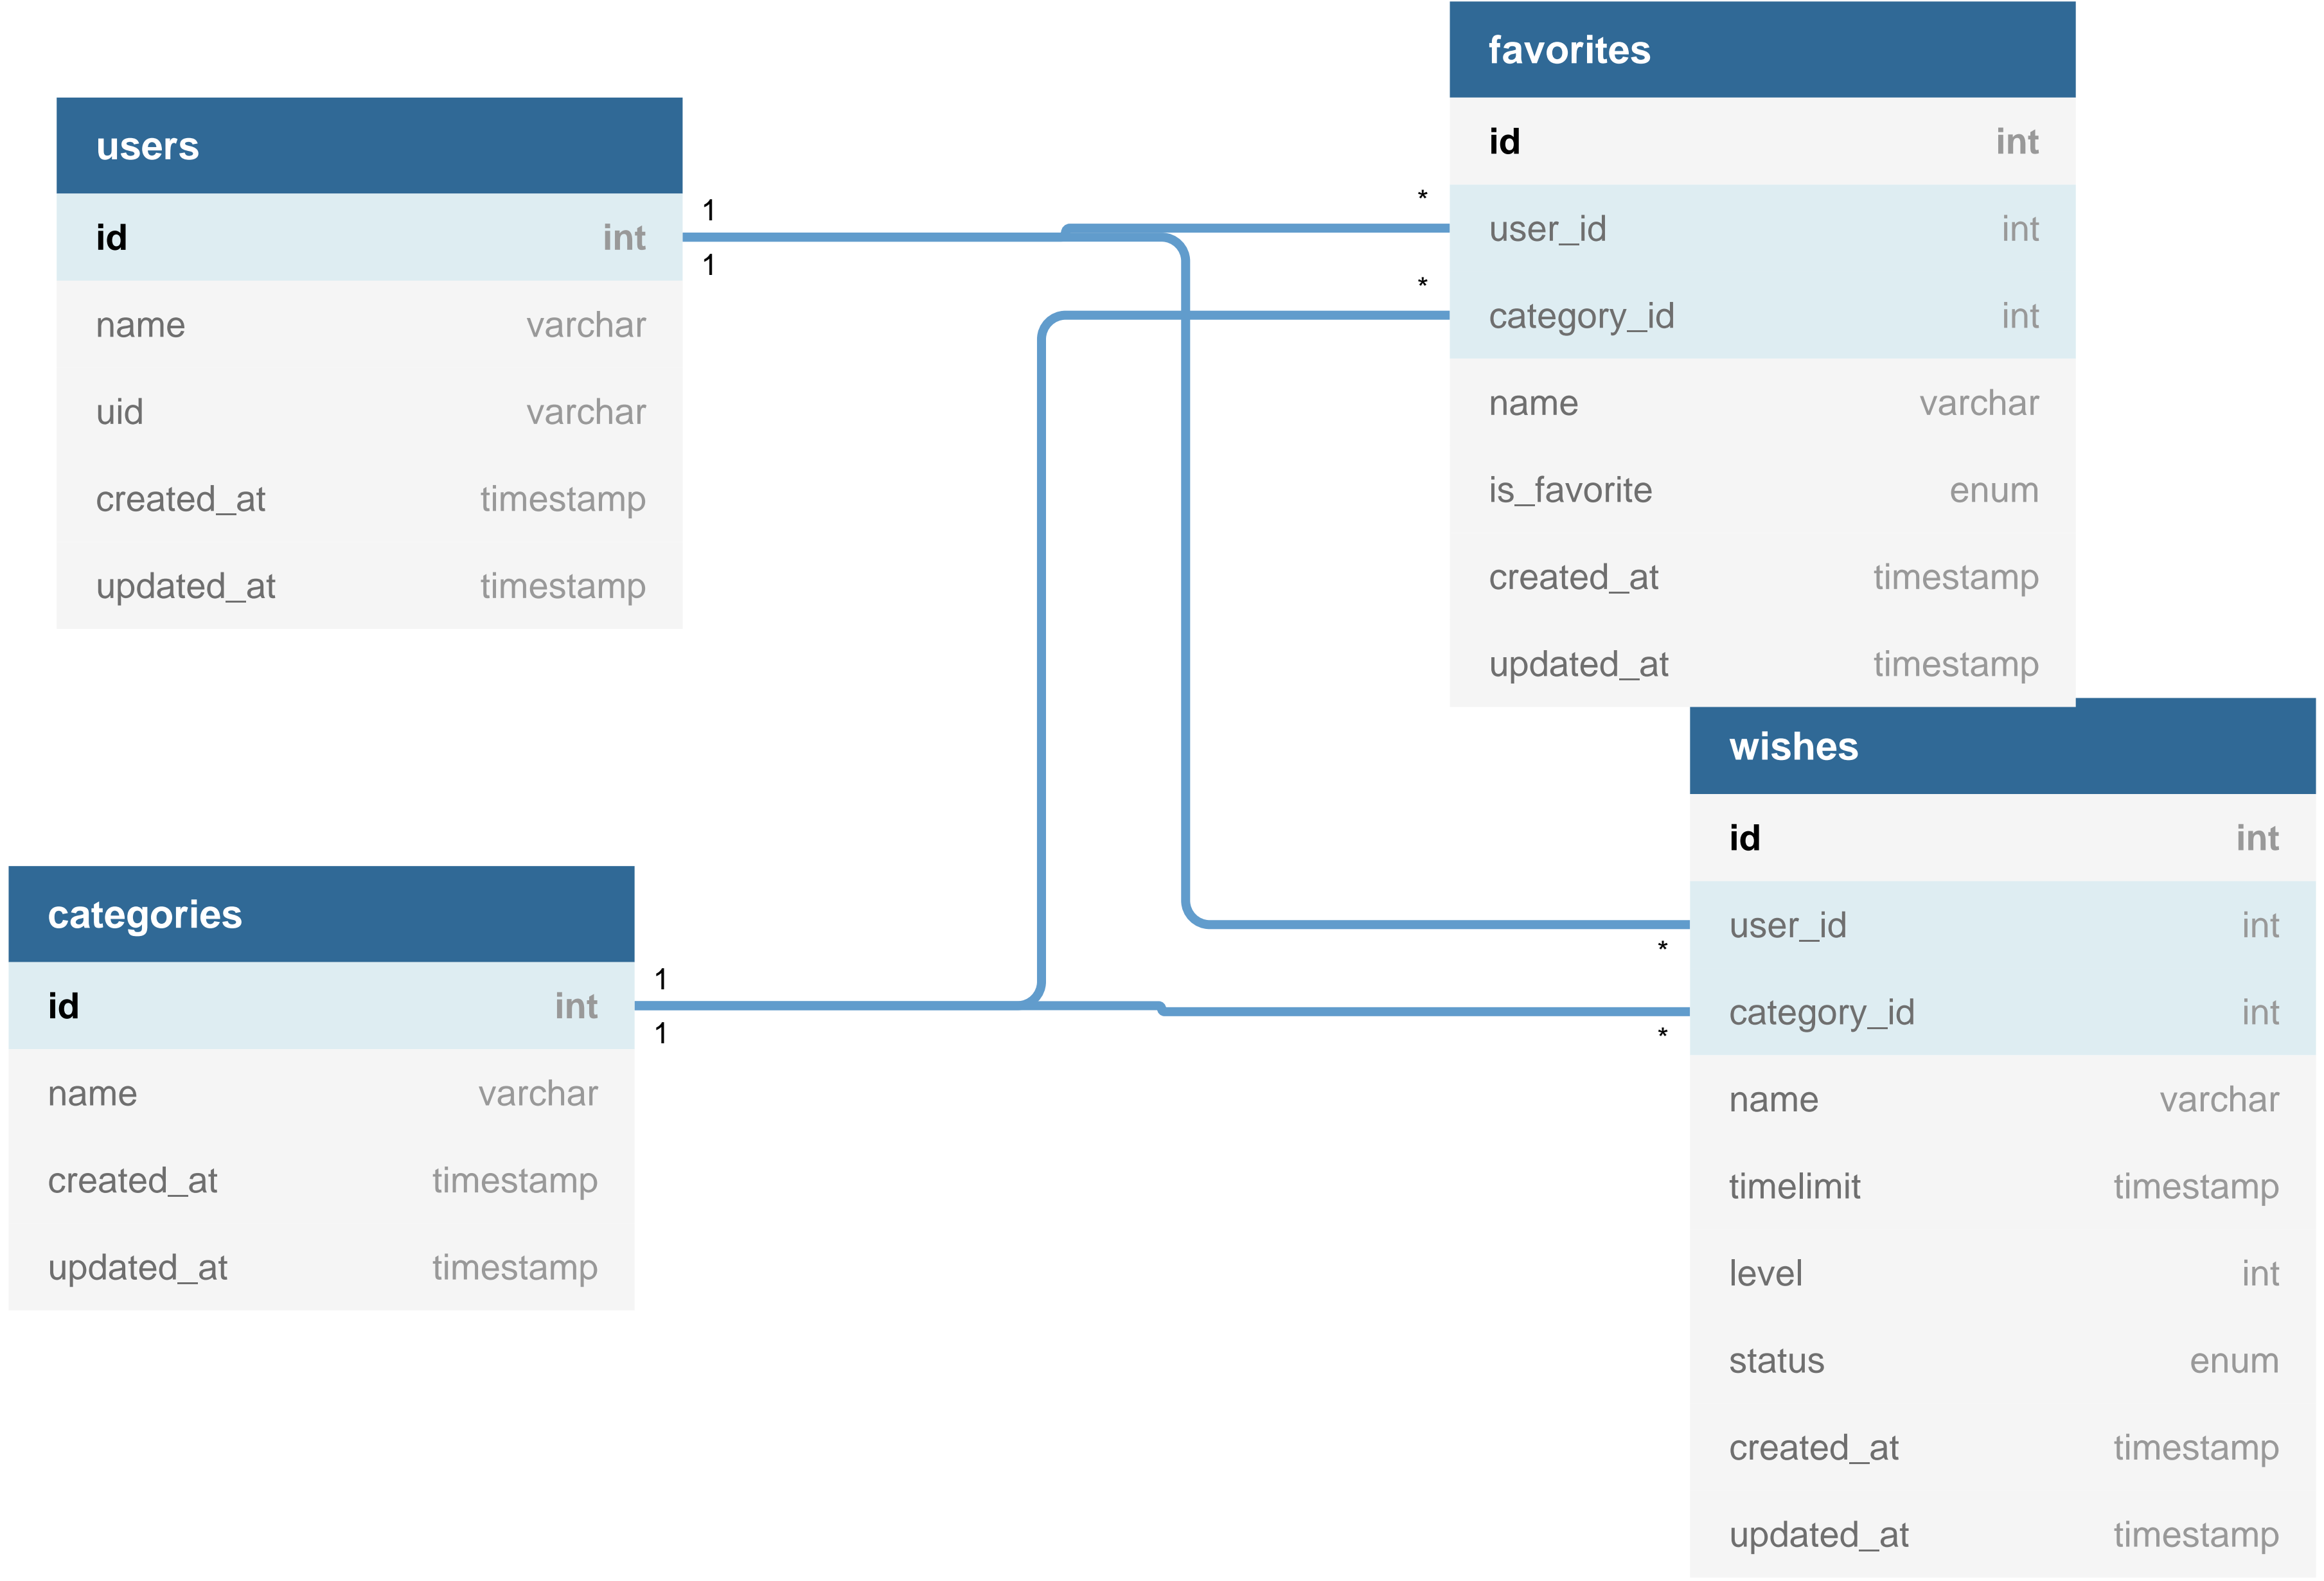 users
id int
name varchar
uid varchar
created_at timestamp
updated_at timestamp
1
1
favorites
id int
user_id int
category_id int
name varchar
is_favorite enum
created_at timestamp
updated_at timestamp
*
*
categories
id int
name varchar
created_at timestamp
updated_at timestamp
1
1
wishes
id int
user_id int
category_id int
name varchar
timelimit timestamp
level int
status enum
created_at timestamp
updated_at timestamp
*
*